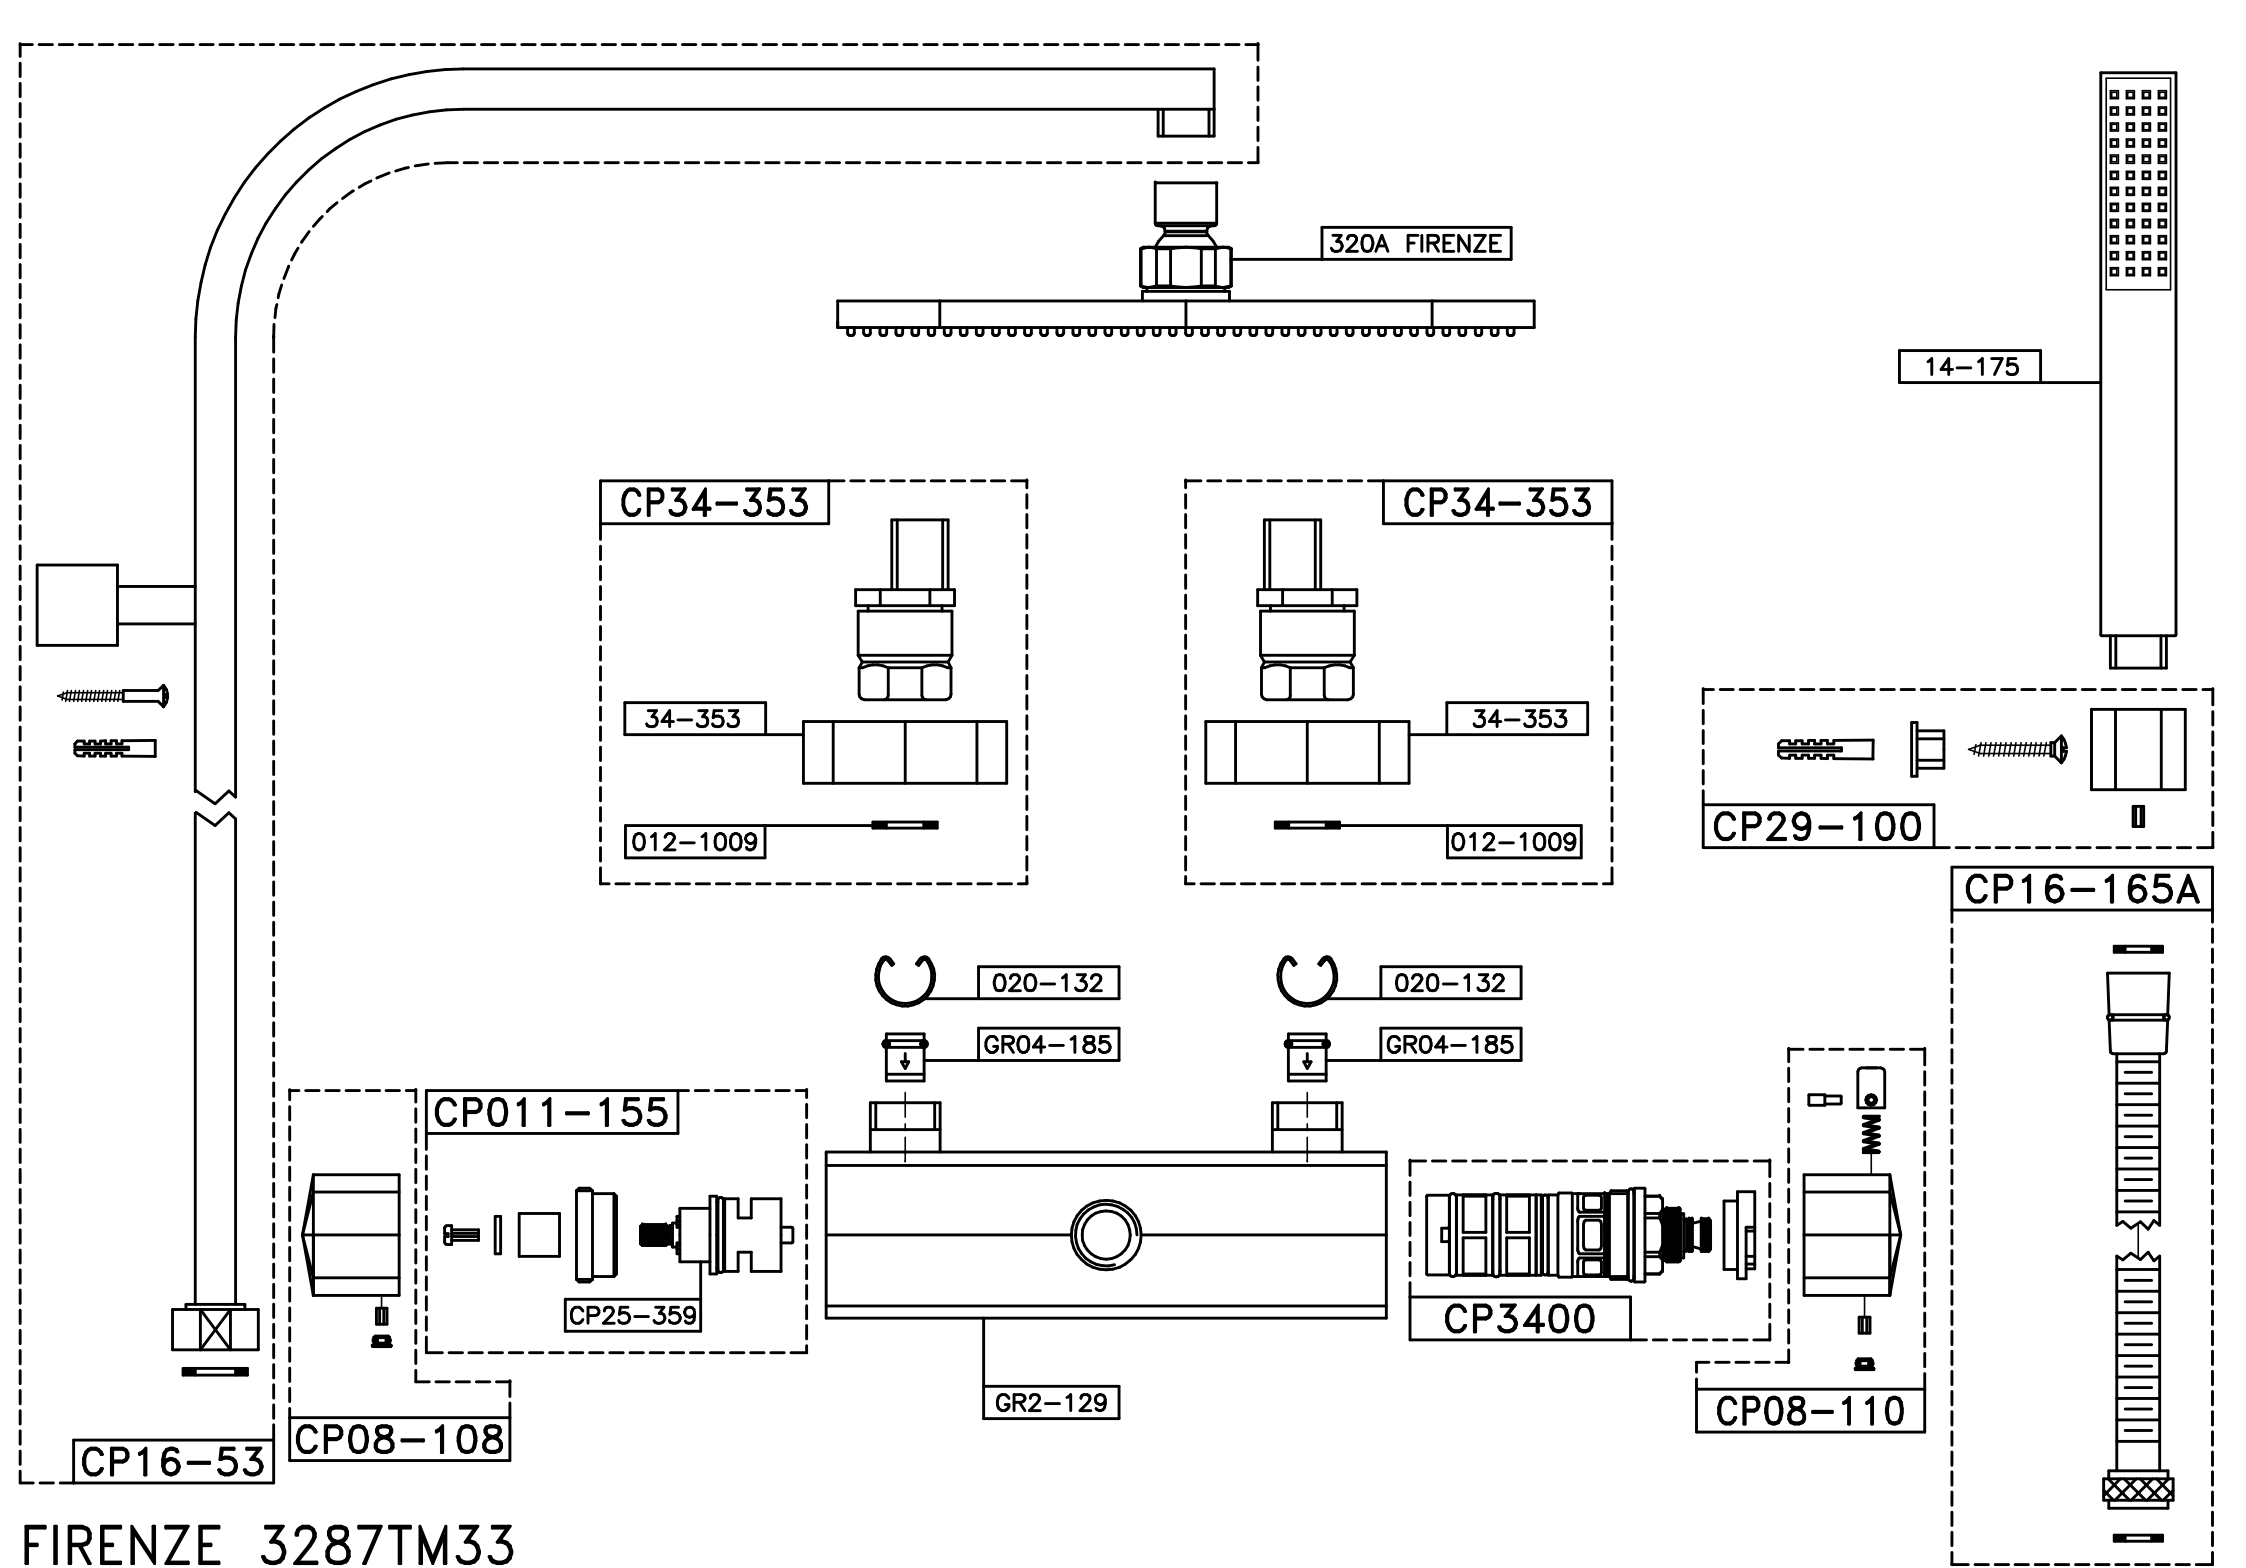 320A FIRENZE
14-175
CP34-353
CP34-353
34-353
34-353
CP29-100
012-1009
012-1009
CP16-165A
020-132
020-132
GR04-185
GR04-185
CP011-155
CP25-359
CP3400
GR2-129
CP08-110
CP08-108
CP16-53
FIRENZE 3287TM33